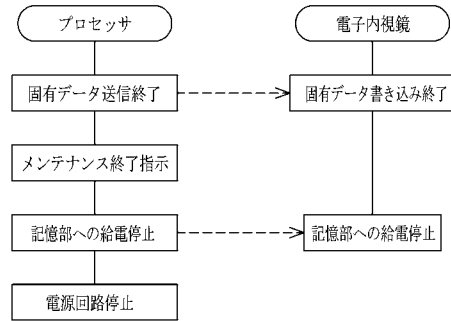 プロセッサ
電子内視鏡
固有データ送信終了
固有データ書き込み終了
メンテナンス終了指示
記憶部への給電停止
記憶部への給電停止
電源回路停止